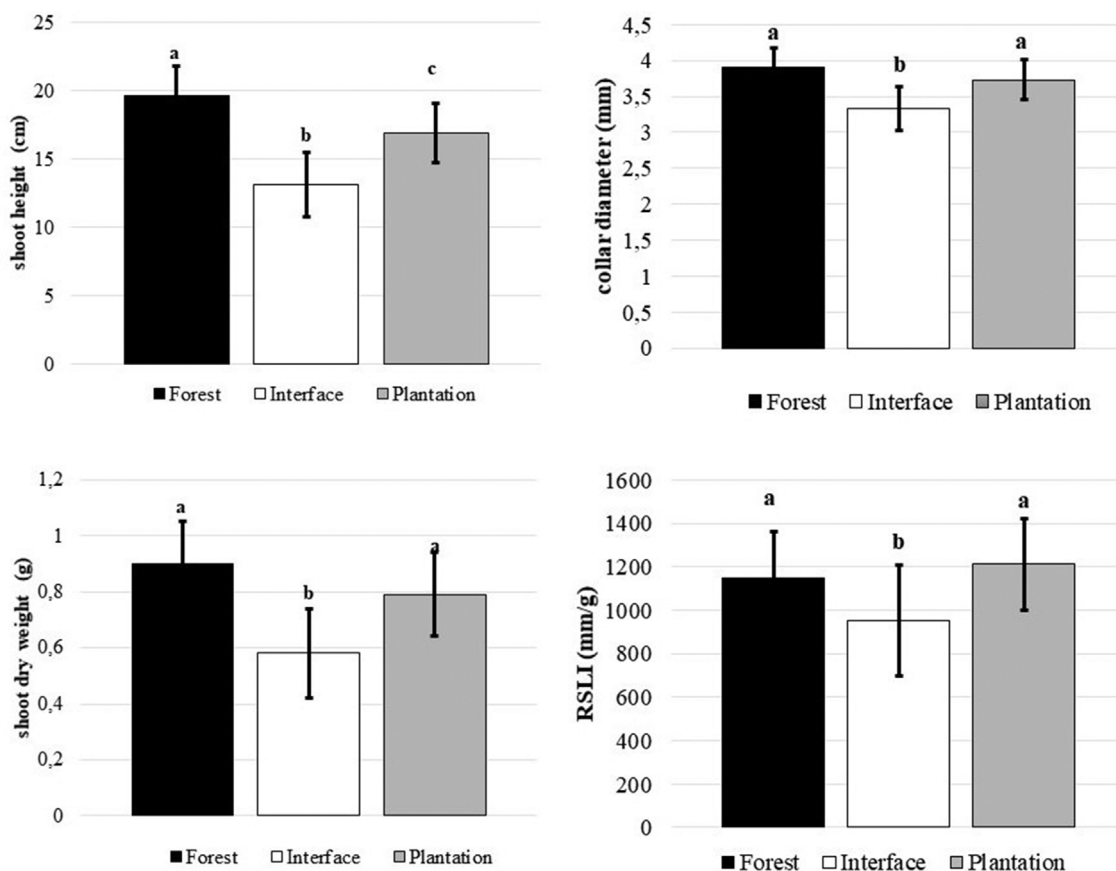 shoot height (cm)
25
20
15
10
5
0
a
b
c
Forest Interface Plantation
collar diameter (mm)
4,5
4
3,5
3
2,5
2
1,5
1
0,5
0
a
b
a
Forest Interface Plantation
shoot dry weight (g)
1,2
1
0,8
0,6
0,4
0,2
0
a
b
a
Forest Interface Plantation
RSLI (mm/g)
1600
1400
1200
1000
800
600
400
200
0
a
b
a
Forest Interface Plantation